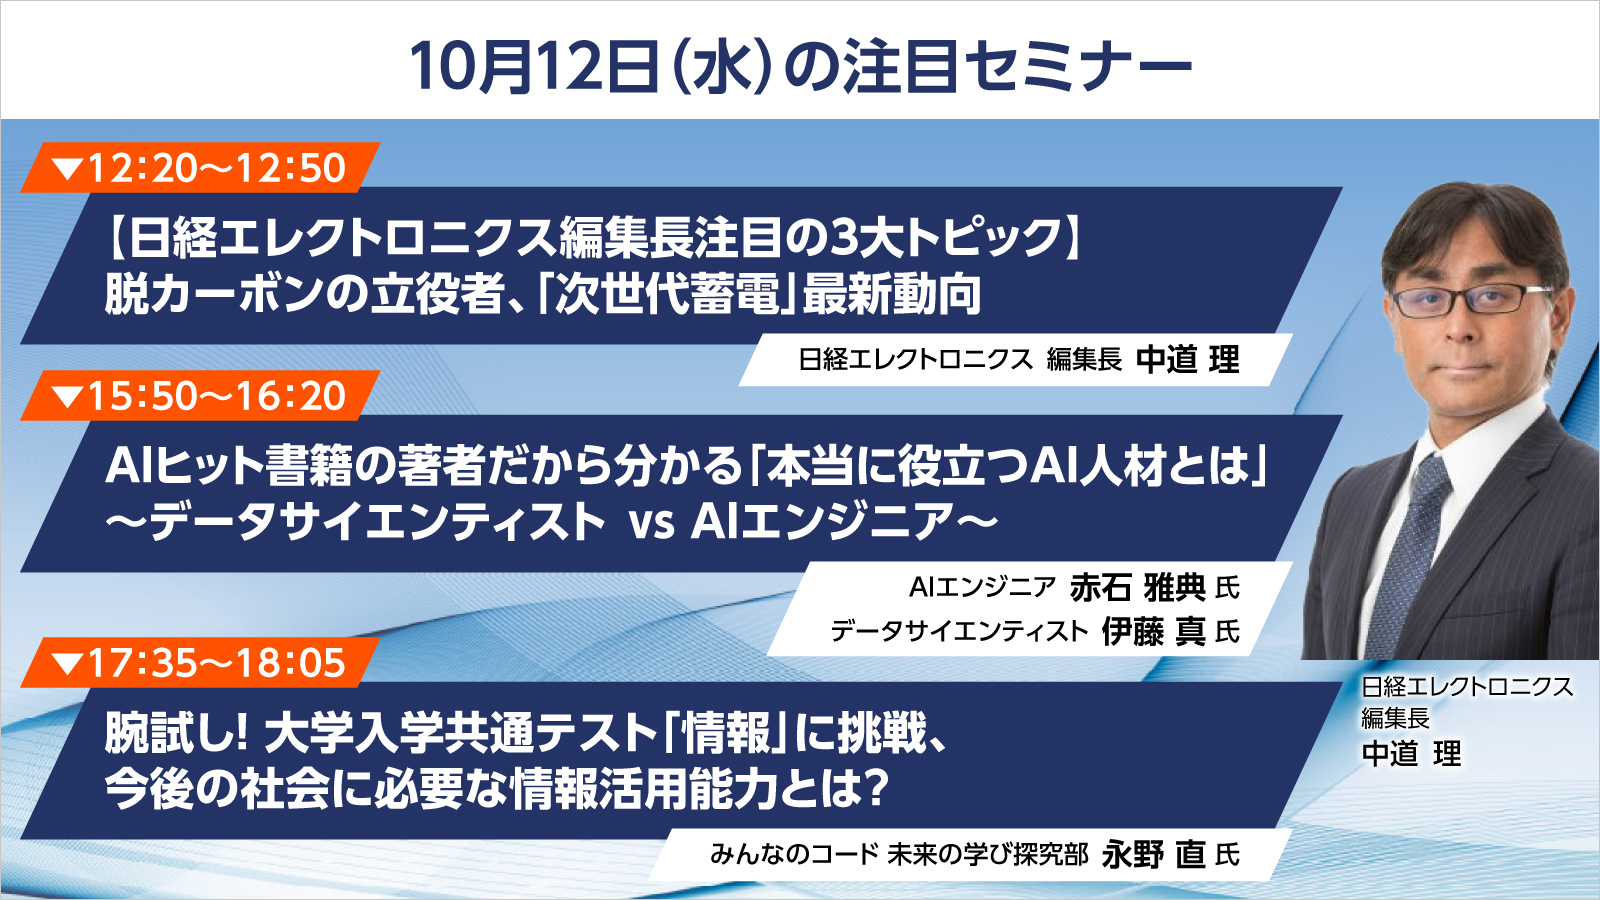 10月12日（水）の注目セミナー
▼12：20～12：50
【日経エレクトロニクス編集長注目の3大トピック】
脱カーボンの立役者、「次世代蓄電」最新動向
日経エレクトロニクス 編集長 中道 理
▼15：50～16：20
AIヒット書籍の著者だから分かる「本当に役立つAI人材とは」
～データサイエンティスト vs AIエンジニア～
AIエンジニア 赤石 雅典 氏
データサイエンティスト 伊藤 真 氏
▼17：35～18：05
腕試し！大学入学共通テスト「情報」に挑戦、
今後の社会に必要な情報活用能力とは？
みんなのコード 未来の学び探究部 永野 直 氏
日経エレクトロニクス
編集長
中道 理